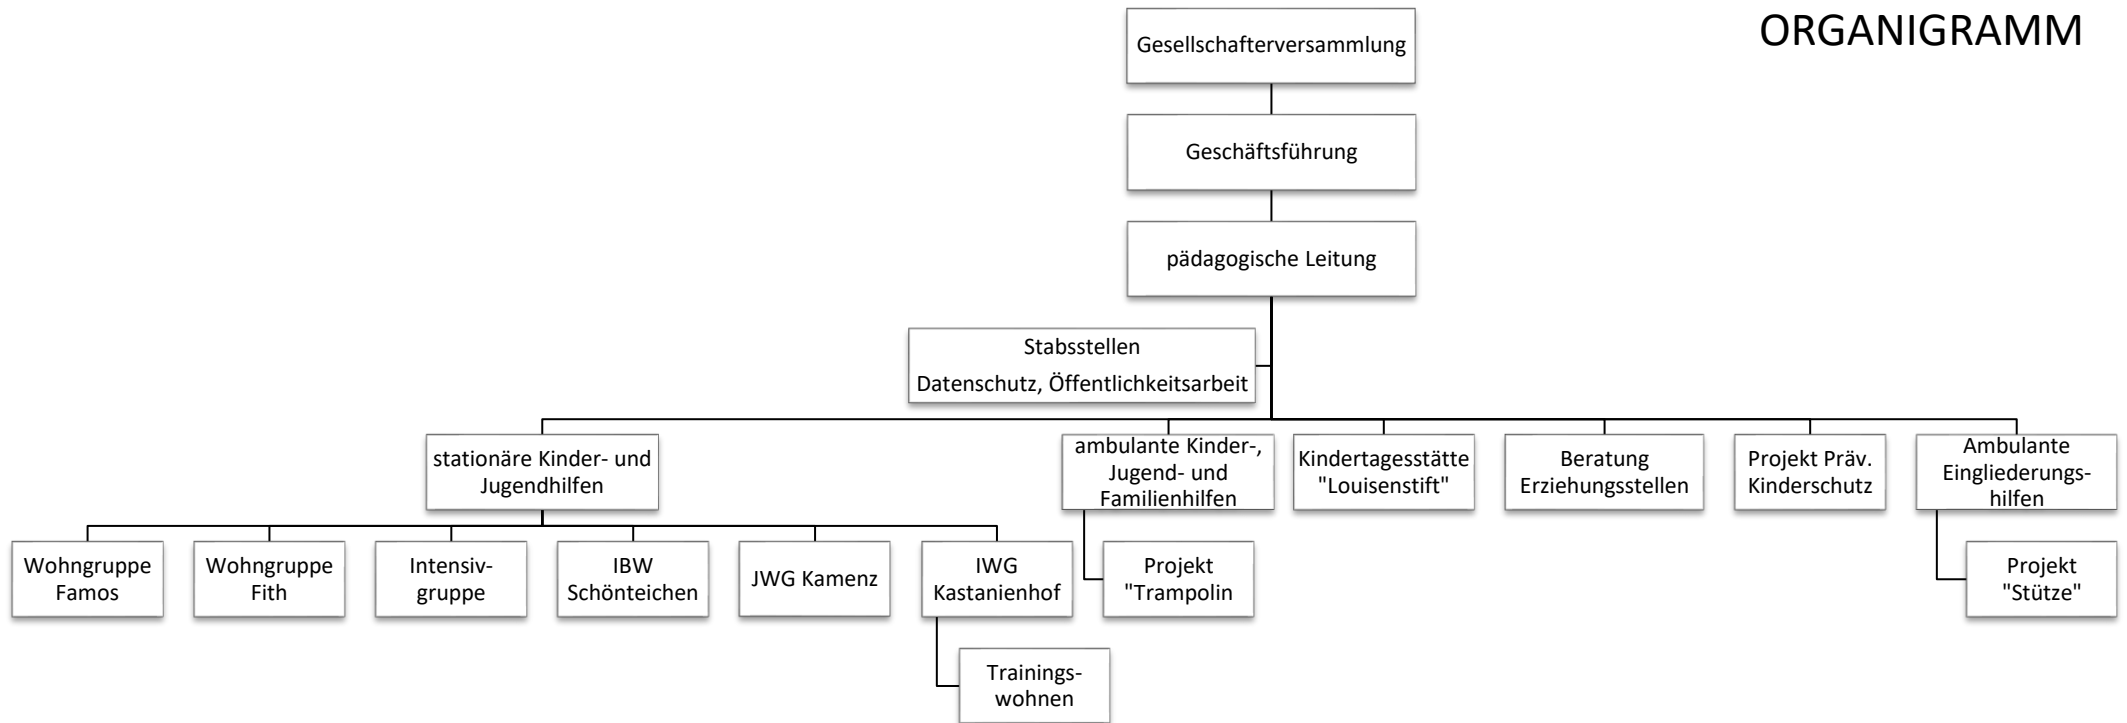 ORGANIGRAMM
Gesellschafterversammlung
Geschäftsführung
pädagogische Leitung
Stabsstellen
Datenschutz, Öffentlichkeitsarbeit
stationäre Kinder- und
Jugendhilfen
ambulante Kinder-,
Jugend- und
Familienhilfen
Kindertagesstätte
"Louisenstift"
Beratung
Erziehungsstellen
Projekt Präv.
Kinderschutz
Ambulante
Eingliederungs-
hilfen
Wohngruppe
Famos
Wohngruppe
Fith
Intensiv-
gruppe
IBW
Schönteichen
JWG Kamenz
IWG
Kastanienhof
Projekt
"Trampolin
Projekt
"Stütze"
Trainings-
wohnen